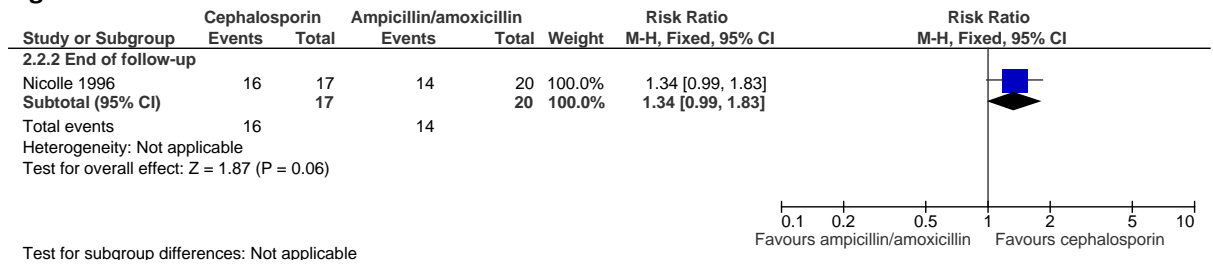 Cephalosporin Ampicillin/amoxicillin Risk Ratio Risk Ratio
Study or Subgroup Events Total Events Total Weight M-H, Fixed, 95% CI M-H, Fixed, 95% CI
2.2.2 End of follow-up
Nicolle 1996 16 17 14 20 100.0% 1.34 [0.99, 1.83]
Subtotal (95% CI) 17 20 100.0% 1.34 [0.99, 1.83]
Total events 16 14
Heterogeneity: Not applicable
Test for overall effect: Z = 1.87 (P = 0.06)
0.1 0.2 0.5 1 2 5 10
Favours ampicillin/amoxicillin Favours cephalosporin
Test for subgroup differences: Not applicable